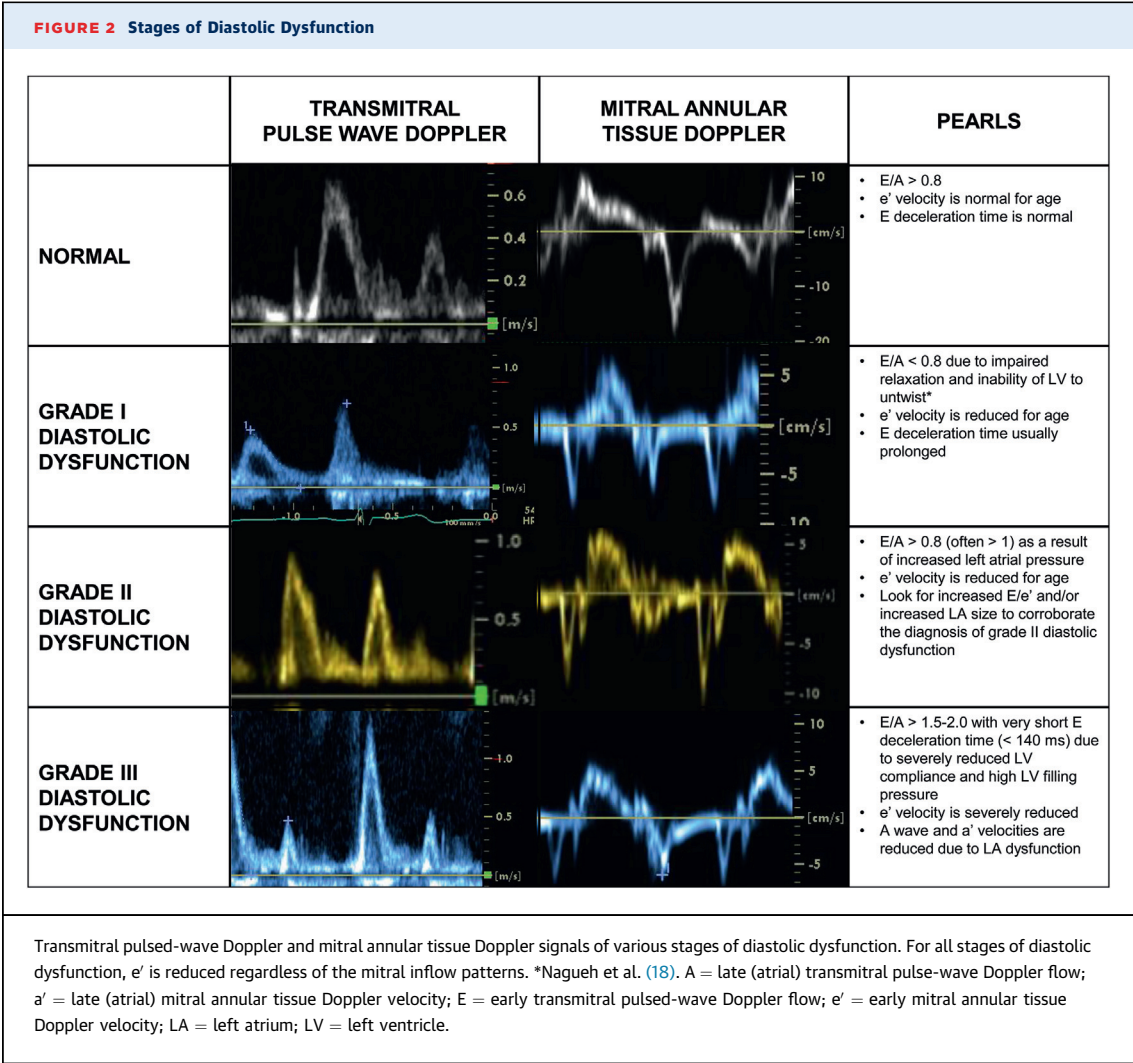 FIGURE 2 Stages of Diastolic Dysfunction
TRANSMITRAL
PULSE WAVE DOPPLER
MITRAL ANNULAR
TISSUE DOPPLER
PEARLS
NORMAL
0.6
0.4
0.2
[m/s]
10
[cm/s]
-10
-20
• E/A > 0.8
• e' velocity is normal for age
• E deceleration time is normal
GRADE I
DIASTOLIC
DYSFUNCTION
1.0
0.5
[m/s]
-1.0
-0.5
0.0
100 mm/s
54
HR
5
[cm/s]
-5
10
• E/A < 0.8 due to impaired
relaxation and inability of LV to
untwist*
• e' velocity is reduced for age
• E deceleration time usually
prolonged
GRADE II
DIASTOLIC
DYSFUNCTION
1.0
0.5
[m/s]
5
[cm/s]
-5
-10
• E/A > 0.8 (often > 1) as a result
of increased left atrial pressure
• e' velocity is reduced for age
• Look for increased E/e' and/or
increased LA size to corroborate
the diagnosis of grade II diastolic
dysfunction
GRADE III
DIASTOLIC
DYSFUNCTION
1.0
0.5
[m/s]
10
5
[cm/s]
-5
• E/A > 1.5-2.0 with very short E
deceleration time (< 140 ms) due
to severely reduced LV
compliance and high LV filling
pressure
• e' velocity is severely reduced
• A wave and a' velocities are
reduced due to LA dysfunction
Transmitral pulsed-wave Doppler and mitral annular tissue Doppler signals of various stages of diastolic dysfunction. For all stages of diastolic
dysfunction, e′ is reduced regardless of the mitral inflow patterns. *Nagueh et al. (18). A = late (atrial) transmitral pulse-wave Doppler flow;
a′ = late (atrial) mitral annular tissue Doppler velocity; E = early transmitral pulsed-wave Doppler flow; e′ = early mitral annular tissue
Doppler velocity; LA = left atrium; LV = left ventricle.